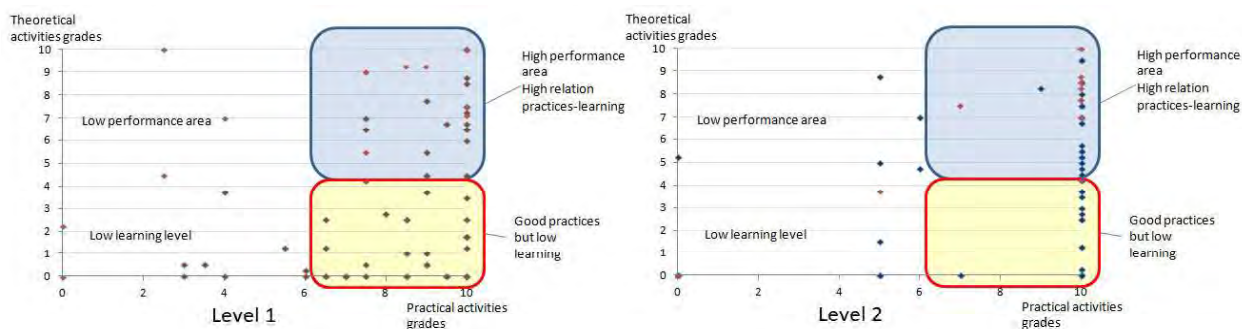 Theoretical
activities grades
10
9
8
7
6
5
4
3
2
1
0
0
2
4
6
8
10
Low performance area
Low learning level
High performance
area
High relation
practices-learning
Good practices
but low
learning
Level 1
Practical activities
grades
Theoretical
activities grades
10
9
8
7
6
5
4
3
2
1
0
0
2
4
6
8
10
Low performance area
Low learning level
High performance
area
High relation
practices-learning
Good practices
but low
learning
Level 2
Practical activities
grades